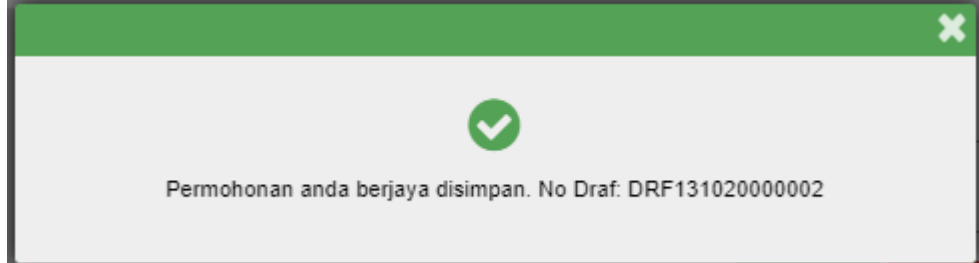 Permohonan anda berjaya disimpan. No Draf: DRF131020000002